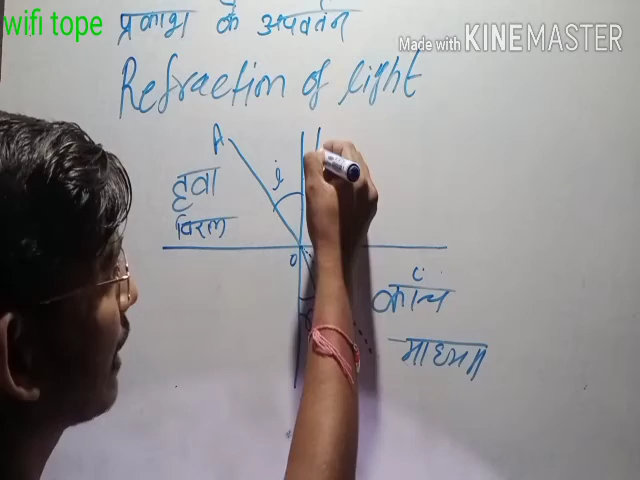 wifi tope
प्रकाश के अपवर्तन
Made with KINEMASTER
Refraction of light
A
i
हवा
विरल
O
C
कांच
माध्यम